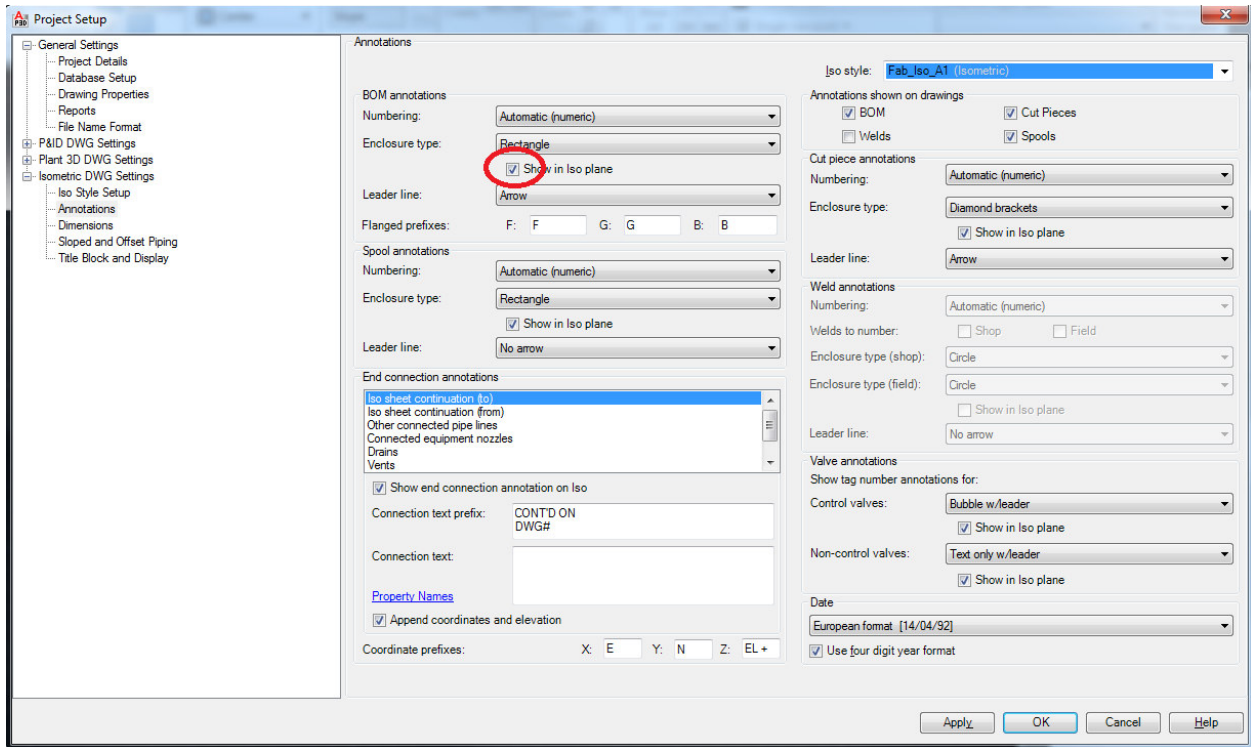 Project Setup
General Settings
Project Details
Database Setup
Drawing Properties
Reports
File Name Format
P&ID DWG Settings
Plant 3D DWG Settings
Isometric DWG Settings
Iso Style Setup
Annotations
Dimensions
Sloped and Offset Piping
Title Block and Display
Annotations
Iso style: Fab_Iso_A1 (Isometric)
BOM annotations
Numbering: Automatic (numeric)
Enclosure type: Rectangle
Show in Iso plane
Leader line: Arrow
Flanged prefixes: F: F G: G B: B
Spool annotations
Numbering: Automatic (numeric)
Enclosure type: Rectangle
Show in Iso plane
Leader line: No arrow
End connection annotations
Iso sheet continuation (to)
Iso sheet continuation (from)
Other connected pipe lines
Connected equipment nozzles
Drains
Vents
Show end connection annotation on Iso
Connection text prefix: CONT'D ON
DWG#
Connection text:
Property Names
Append coordinates and elevation
Coordinate prefixes: X: E Y: N Z: EL +
Annotations shown on drawings
BOM Cut Pieces
Welds Spools
Cut piece annotations
Numbering: Automatic (numeric)
Enclosure type: Diamond brackets
Show in Iso plane
Leader line: Arrow
Weld annotations
Numbering: Automatic (numeric)
Welds to number: Shop Field
Enclosure type (shop): Circle
Enclosure type (field): Circle
Show in Iso plane
Leader line: No arrow
Valve annotations
Show tag number annotations for:
Control valves: Bubble w/leader
Show in Iso plane
Non-control valves: Text only w/leader
Show in Iso plane
Date
European format [14/04/92]
Use four digit year format
Apply OK Cancel Help